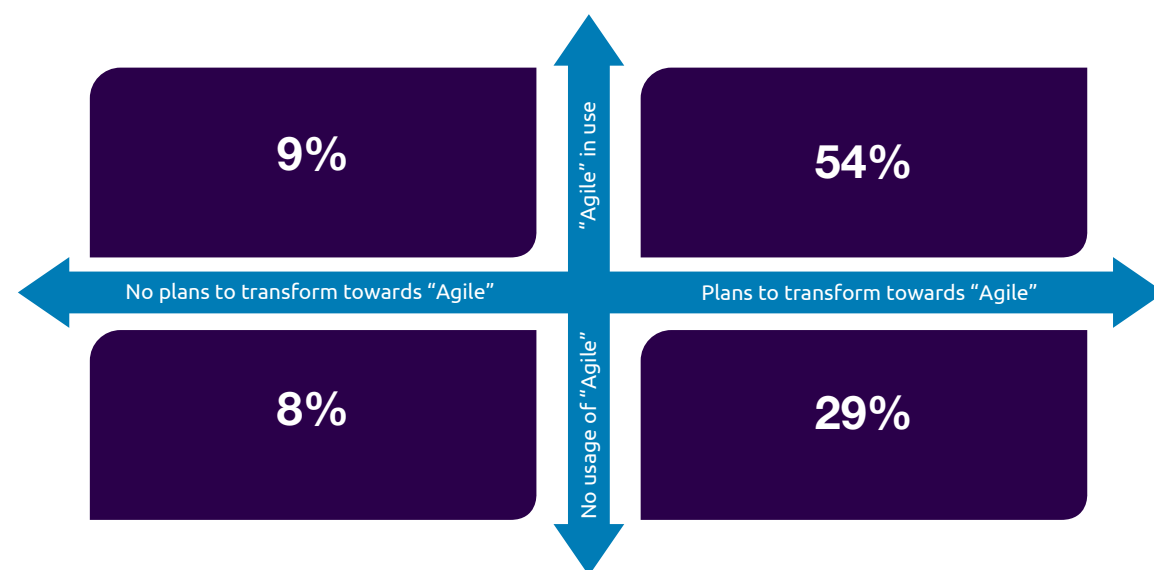 9%
“Agile” in use
54%
No plans to transform towards “Agile”
Plans to transform towards “Agile”
8%
No usage of “Agile”
29%